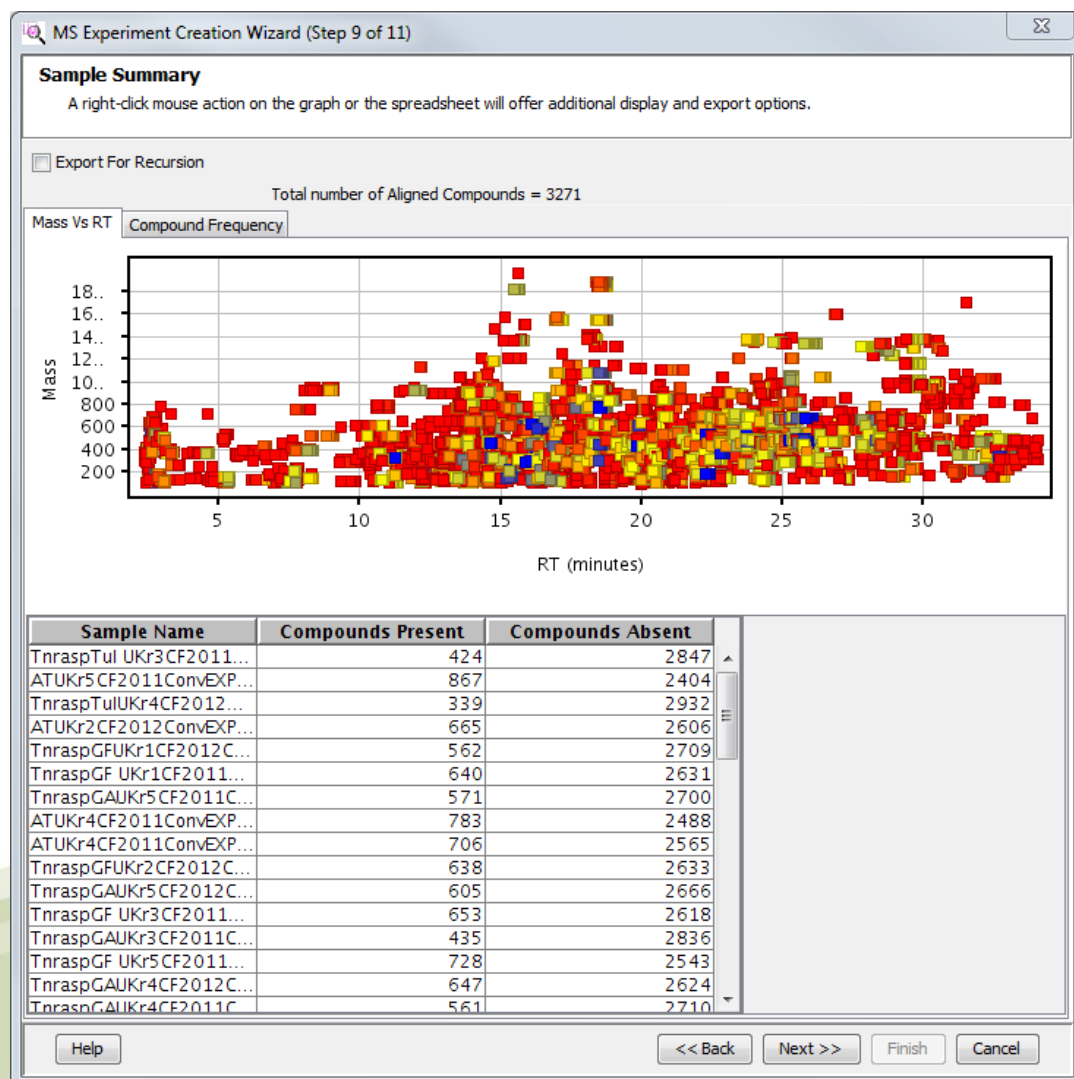 MS Experiment Creation Wizard (Step 9 of 11)
Sample Summary
A right-click mouse action on the graph or the spreadsheet will offer additional display and export options.
Export For Recursion
Total number of Aligned Compounds = 3271
Mass Vs RT Compound Frequency
18..
16..
14..
12..
10..
800
600
400
200
Mass
5 10 15 20 25 30
RT (minutes)
Sample Name Compounds Present Compounds Absent
TnraspTul UKr3CF2011... 424 2847
ATUKr5CF2011ConvEXP... 867 2404
TnraspTulUKr4CF2012... 339 2932
ATUKr2CF2012ConvEXP... 665 2606
TnraspGFUKr1CF2012C... 562 2709
TnraspGF UKr1CF2011... 640 2631
TnraspGAUKr5CF2011C... 571 2700
ATUKr4CF2011ConvEXP... 783 2488
ATUKr4CF2011ConvEXP... 706 2565
TnraspGFUKr2CF2012C... 638 2633
TnraspGAUKr5CF2012C... 605 2666
TnraspGF UKr3CF2011... 653 2618
TnraspGAUKr3CF2011C... 435 2836
TnraspGF UKr5CF2011... 728 2543
TnraspGAUKr4CF2012C... 647 2624
TnraspGAUKr4CF2011C... 561 2710
Help << Back Next >> Finish Cancel